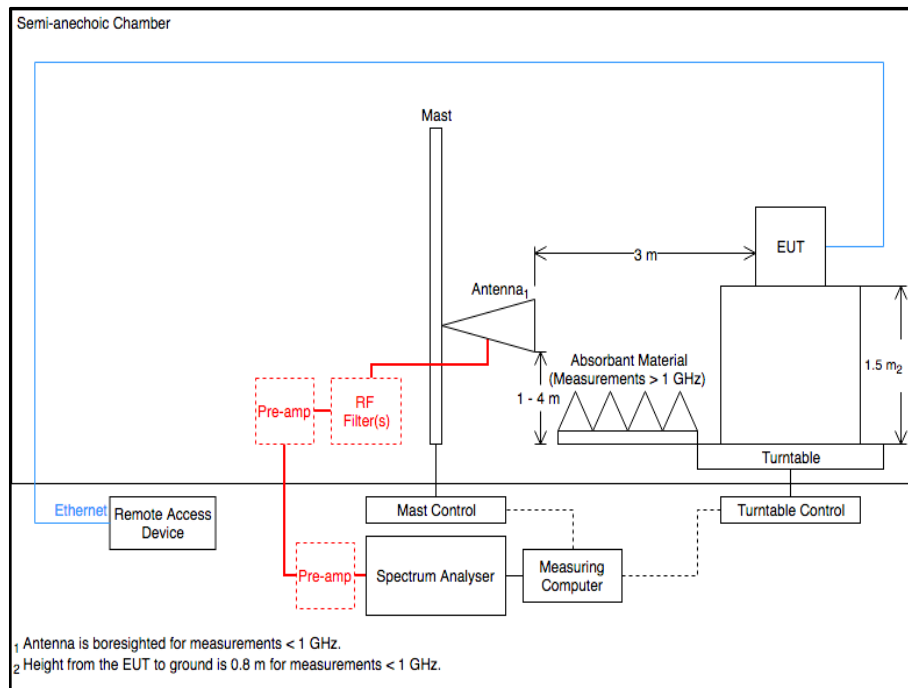 Semi-anechoic Chamber
Mast
EUT
3 m
Antenna1
1.5 m2
Absorbant Material
(Measurements > 1 GHz)
1 - 4 m
Pre-amp
RF
Filter(s)
Turntable
Ethernet
Remote Access
Device
Mast Control
Turntable Control
Pre-amp
Spectrum Analyser
Measuring
Computer
1 Antenna is boresighted for measurements < 1 GHz.
2 Height from the EUT to ground is 0.8 m for measurements < 1 GHz.